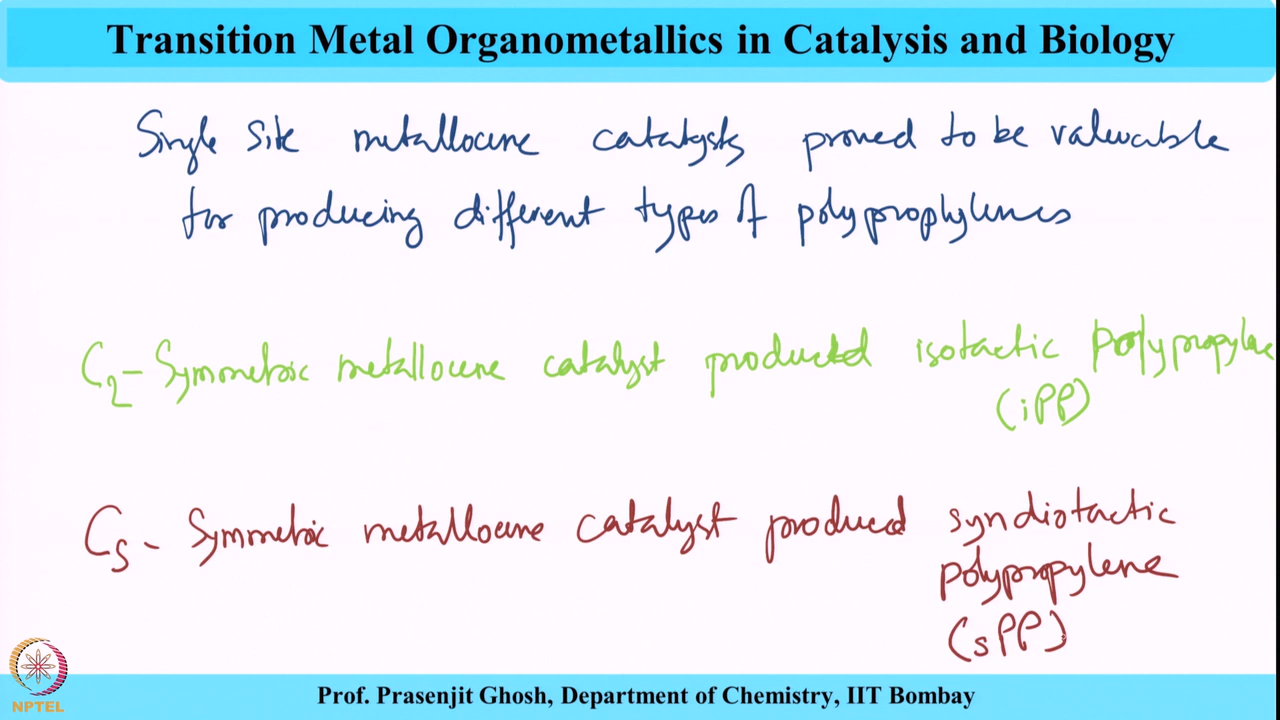 Transition Metal Organometallics in Catalysis and Biology
Single Site metallocene catalysts proved to be valuable
for producing different types of polyprophylenes
C2-Symmetric metallocene catalyst producted isotactic polypropylene
(iPP)
Cs- Symmetric metallocene catalyst produced syndiotactic
polypropylene
(sPP)
NPTEL
Prof. Prasenjit Ghosh, Department of Chemistry, IIT Bombay